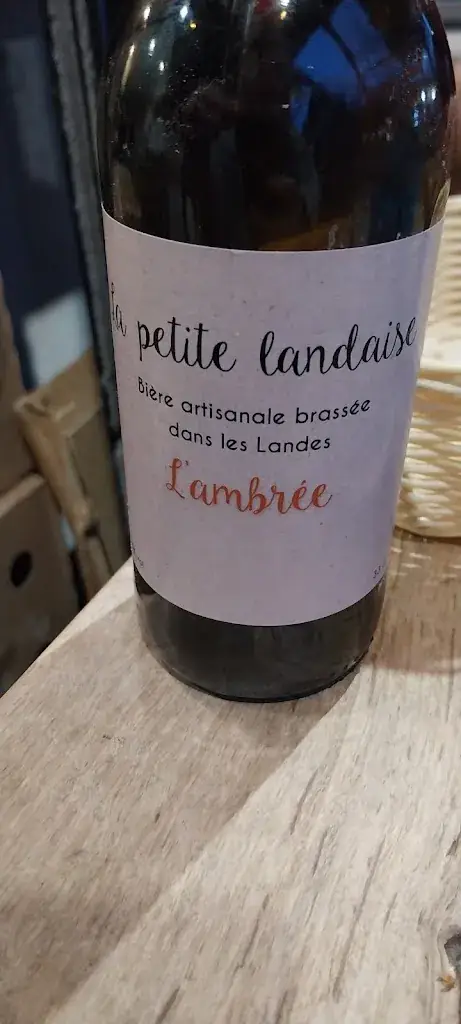 la petite landaise
Bière artisanale brassée
dans les Landes
L'ambrée